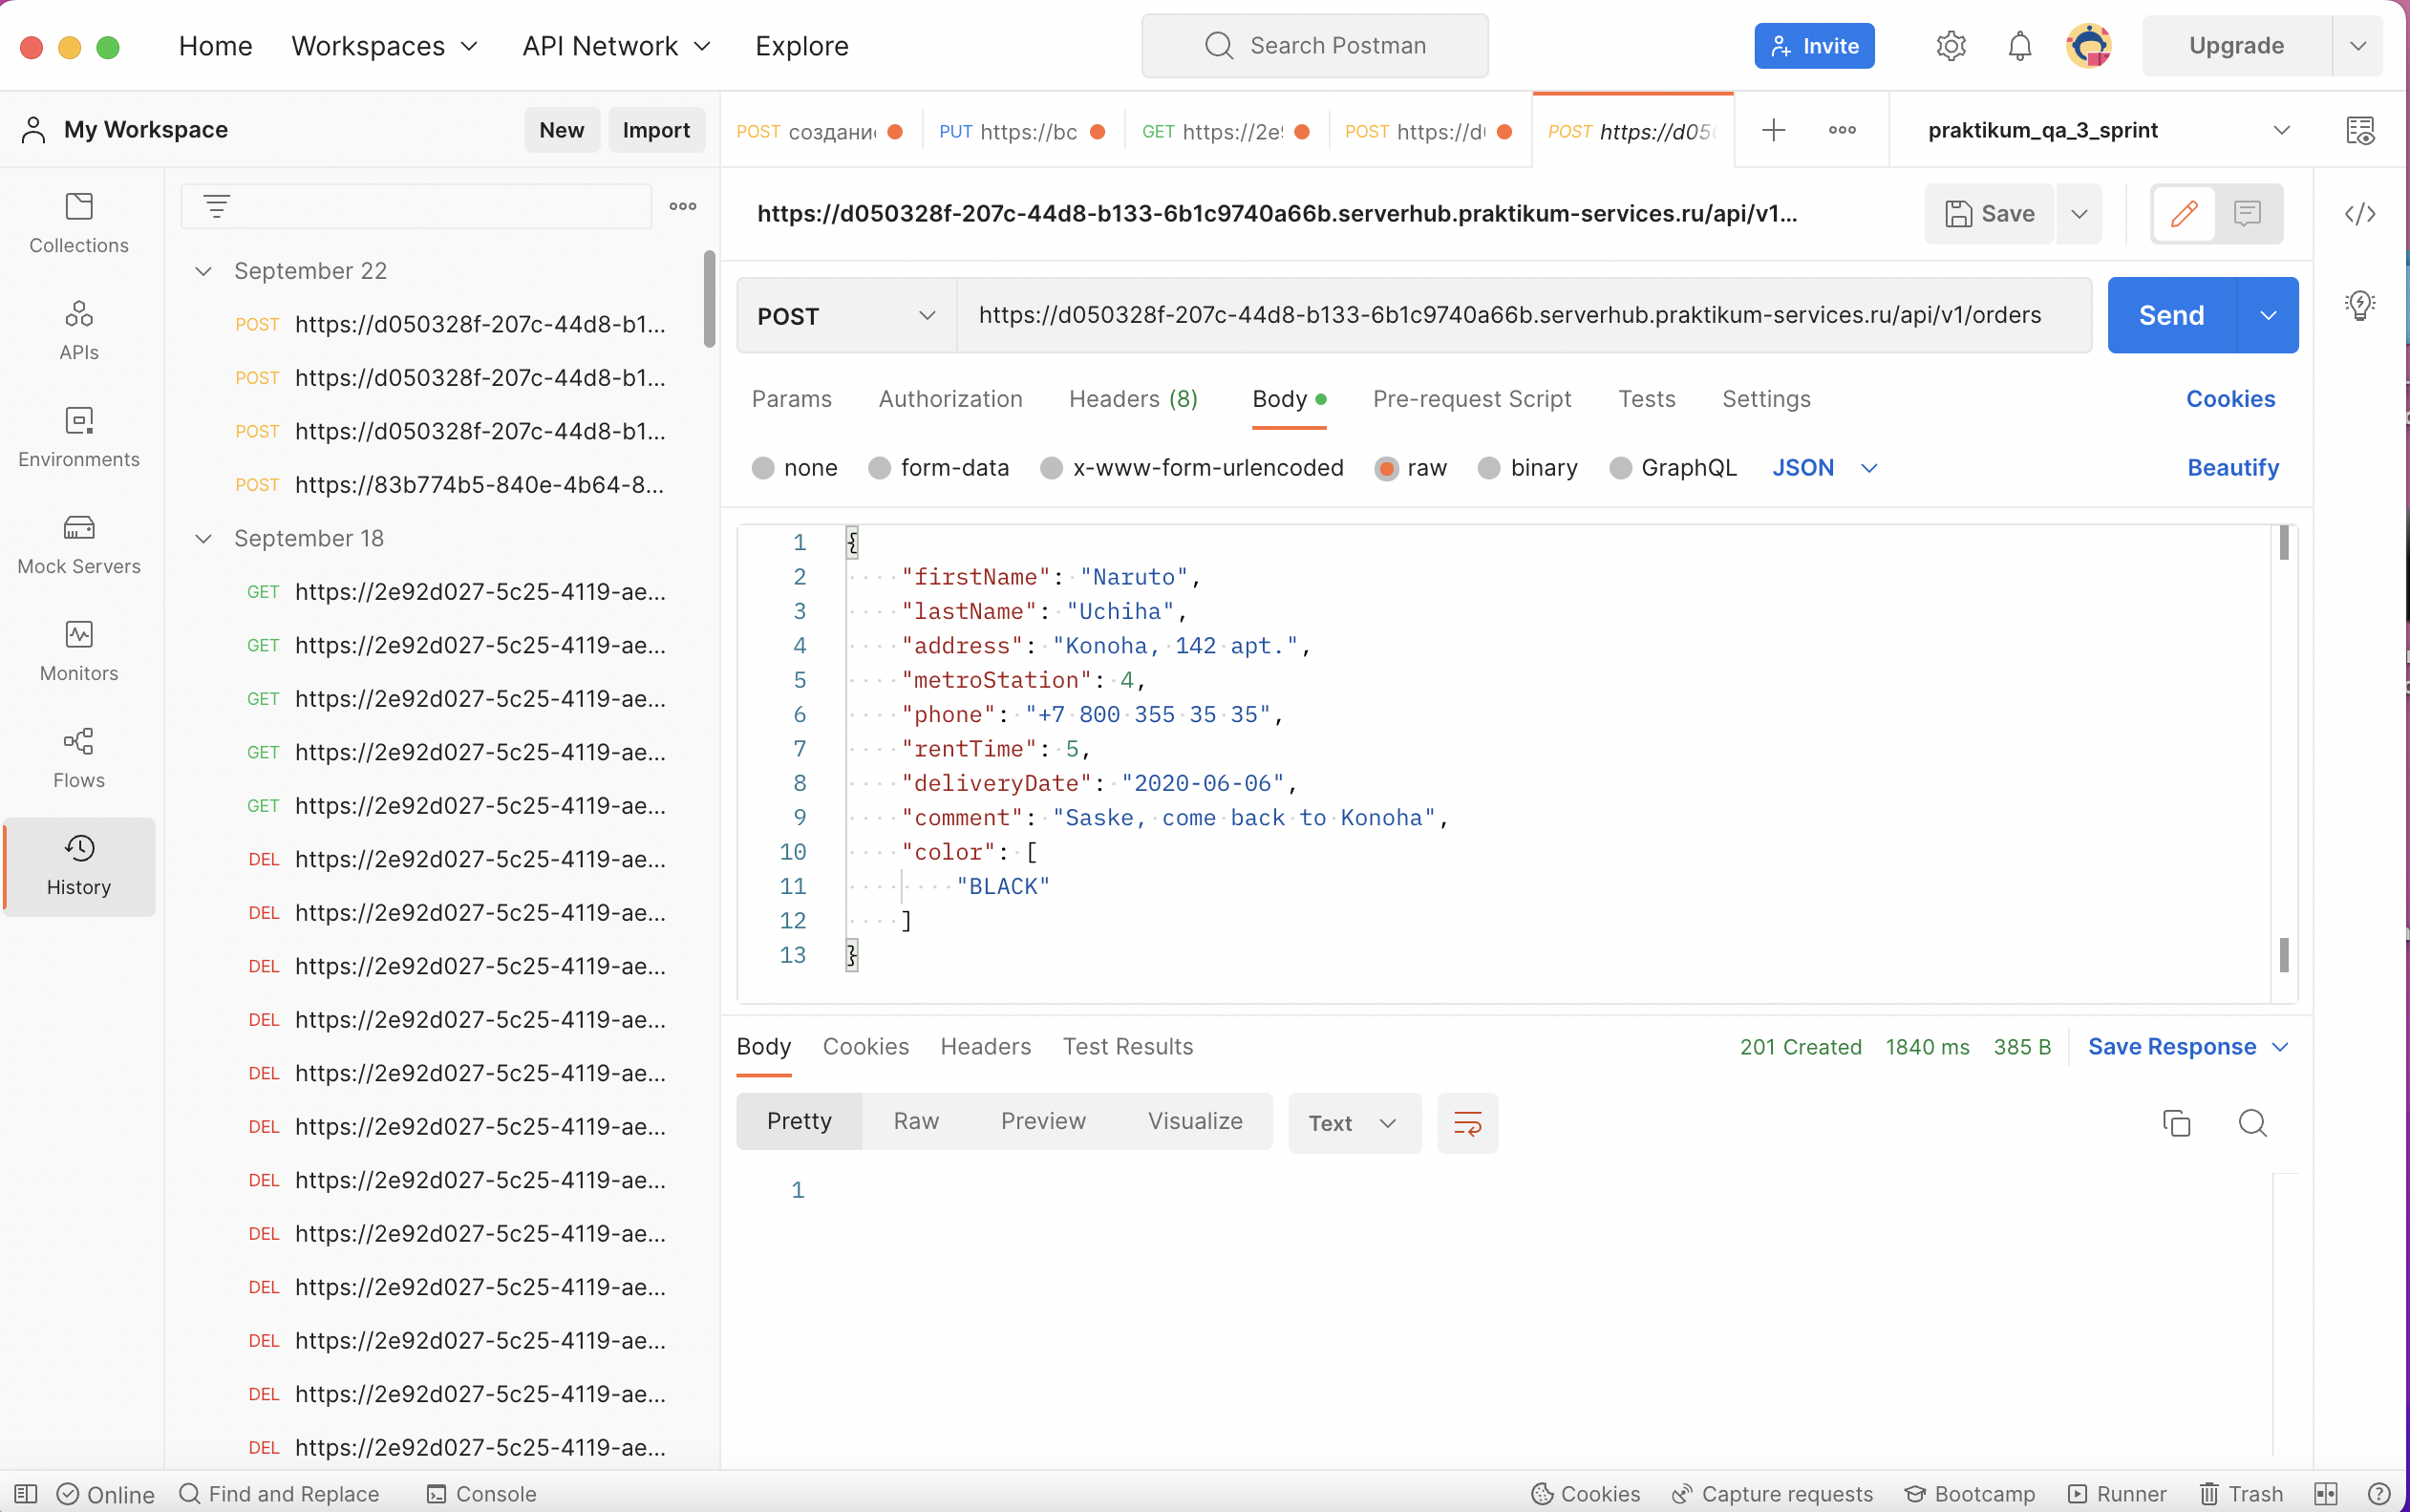 Home Workspaces API Network Explore Search Postman Invite Upgrade
My Workspace New Import
POST создани PUT https://bc GET https://2e POST https://d POST https://d05 praktikum_qa_3_sprint
https://d050328f-207c-44d8-b133-6b1c9740a66b.serverhub.praktikum-services.ru/api/v1... Save
POST https://d050328f-207c-44d8-b133-6b1c9740a66b.serverhub.praktikum-services.ru/api/v1/orders Send
Params Authorization Headers (8) Body Pre-request Script Tests Settings Cookies
none form-data x-www-form-urlencoded raw binary GraphQL JSON Beautify
Collections
APIs
Environments
Mock Servers
Monitors
Flows
History
September 22
POST https://d050328f-207c-44d8-b1...
POST https://d050328f-207c-44d8-b1...
POST https://d050328f-207c-44d8-b1...
POST https://83b774b5-840e-4b64-8...
September 18
GET https://2e92d027-5c25-4119-ae...
GET https://2e92d027-5c25-4119-ae...
GET https://2e92d027-5c25-4119-ae...
GET https://2e92d027-5c25-4119-ae...
GET https://2e92d027-5c25-4119-ae...
DEL https://2e92d027-5c25-4119-ae...
DEL https://2e92d027-5c25-4119-ae...
DEL https://2e92d027-5c25-4119-ae...
DEL https://2e92d027-5c25-4119-ae...
DEL https://2e92d027-5c25-4119-ae...
DEL https://2e92d027-5c25-4119-ae...
DEL https://2e92d027-5c25-4119-ae...
DEL https://2e92d027-5c25-4119-ae...
DEL https://2e92d027-5c25-4119-ae...
DEL https://2e92d027-5c25-4119-ae...
DEL https://2e92d027-5c25-4119-ae...
DEL https://2e92d027-5c25-4119-ae...
1 {
2 "firstName": "Naruto",
3 "lastName": "Uchiha",
4 "address": "Konoha, 142 apt.",
5 "metroStation": 4,
6 "phone": "+7 800 355 35 35",
7 "rentTime": 5,
8 "deliveryDate": "2020-06-06",
9 "comment": "Saske, come back to Konoha",
10 "color": [
11 "BLACK"
12 ]
13 }
Body Cookies Headers Test Results 201 Created 1840 ms 385 B Save Response
Pretty Raw Preview Visualize Text
1
Online Find and Replace Console Cookies Capture requests Bootcamp Runner Trash